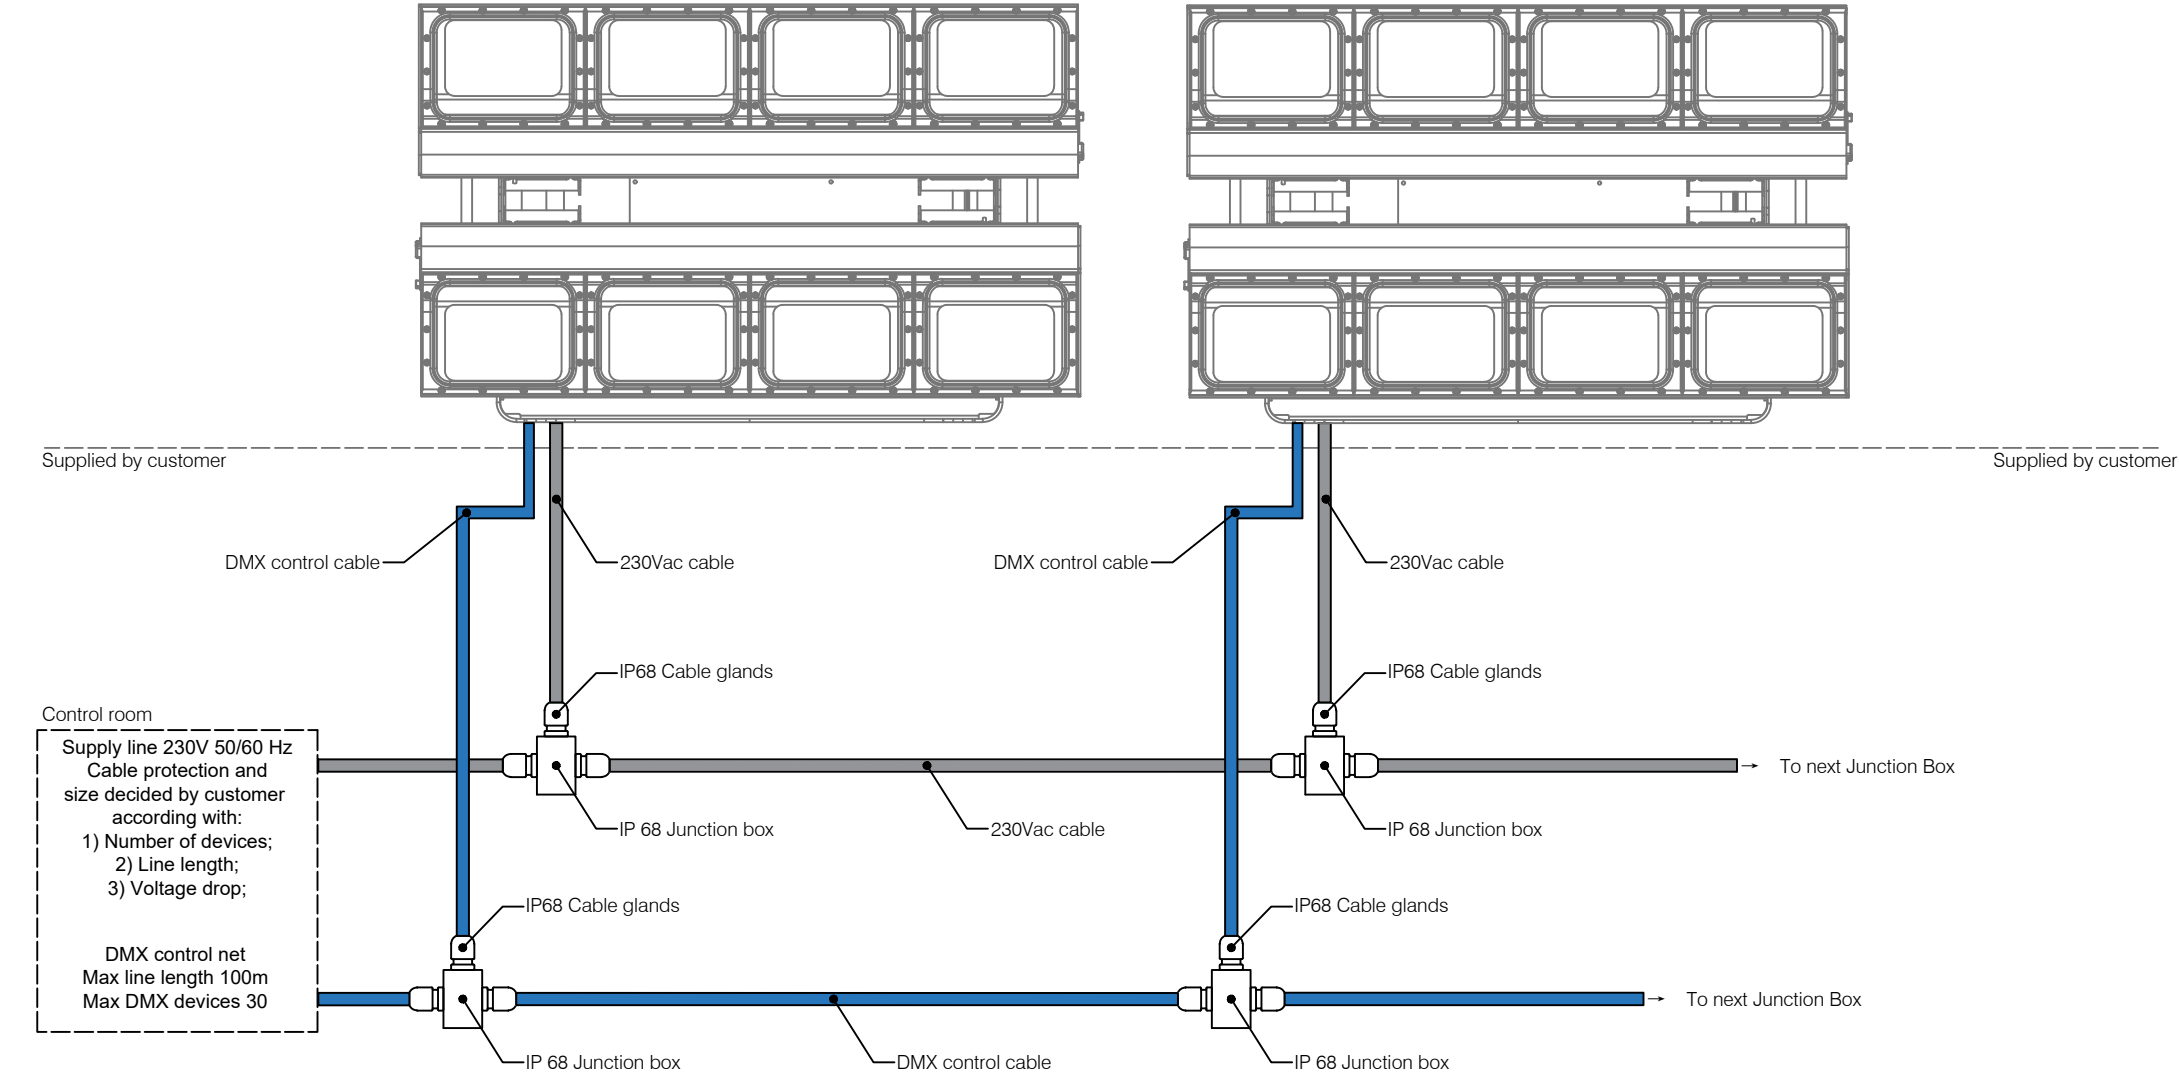 Supplied by customer
Supplied by customer
DMX control cable
230Vac cable
DMX control cable
230Vac cable
IP68 Cable glands
IP68 Cable glands
Control room
Supply line 230V 50/60 Hz
Cable protection and
size decided by customer
according with:
1) Number of devices;
2) Line length;
3) Voltage drop;
DMX control net
Max line length 100m
Max DMX devices 30
To next Junction Box
IP 68 Junction box
230Vac cable
IP 68 Junction box
IP68 Cable glands
IP68 Cable glands
To next Junction Box
IP 68 Junction box
DMX control cable
IP 68 Junction box